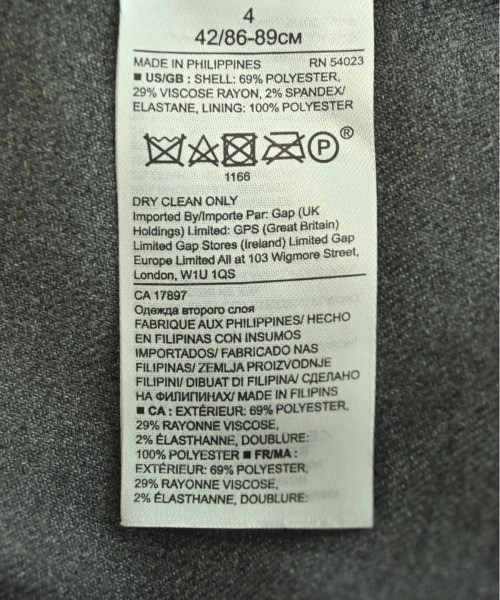 4
42/86-89CM
MADE IN PHILIPPINES RN 54023
■ US/GB : SHELL: 69% POLYESTER,
29% VISCOSE RAYON, 2% SPANDEX/
ELASTANE, LINING: 100% POLYESTER
P ®
1166
DRY CLEAN ONLY
Imported By/Importe Par: Gap (UK
Holdings) Limited: GPS (Great Britain)
Limited Gap Stores (Ireland) Limited Gap
Europe Limited All at 103 Wigmore Street,
London, W1U 1QS
CA 17897
Одежда второго слоя
FABRIQUE AUX PHILIPPINES/ HECHO
EN FILIPINAS CON INSUMOS
IMPORTADOS/ FABRICADO NAS
FILIPINAS/ ZEMLJA PROIZVODNJE
FILIPINI/ DIBUAT DI FILIPINA/ СДЕЛАНО
НА ФИЛИПИНАХ/ MADE IN FILIPINS
■ CA : EXTÉRIEUR: 69% POLYESTER,
29% RAYONNE VISCOSE,
2% ÉLASTHANNE, DOUBLURE:
100% POLYESTER ■ FR/MA :
EXTÉRIEUR: 69% POLYESTER,
29% RAYONNE VISCOSE,
2% ÉLASTHANNE, DOUBLURE: